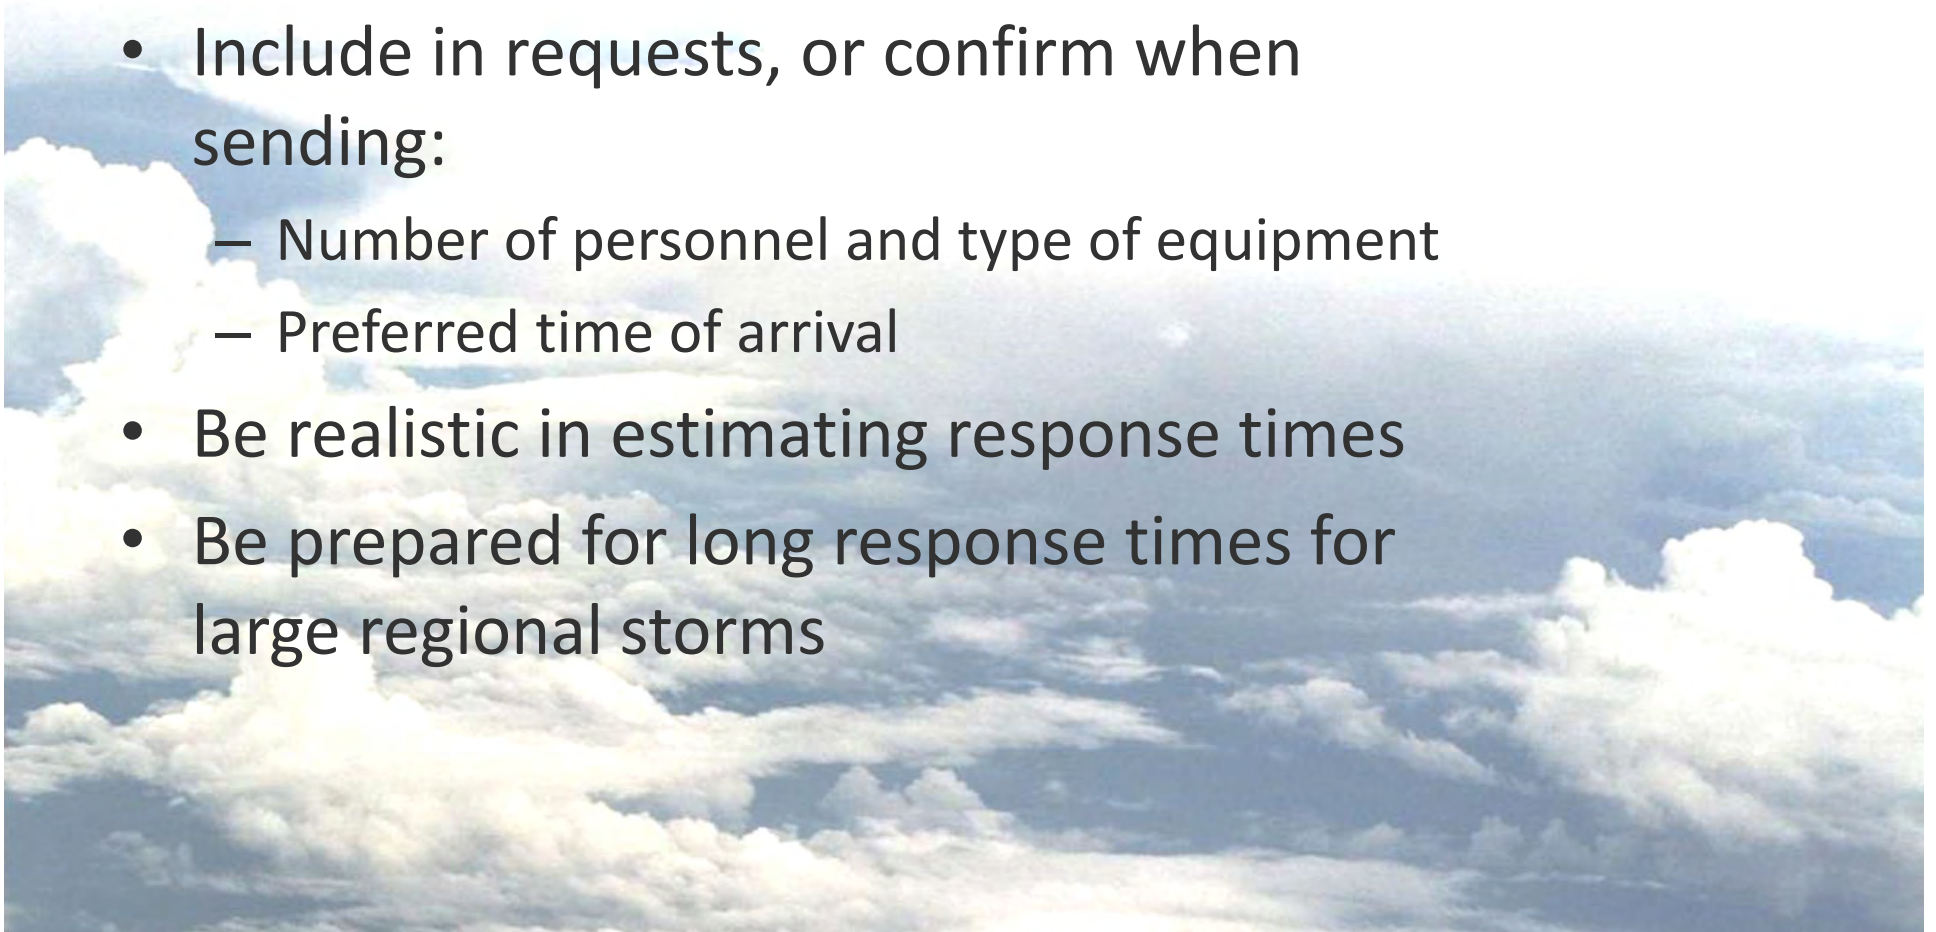 • Include in requests, or confirm when
sending:
– Number of personnel and type of equipment
– Preferred time of arrival
• Be realistic in estimating response times
• Be prepared for long response times for
large regional storms